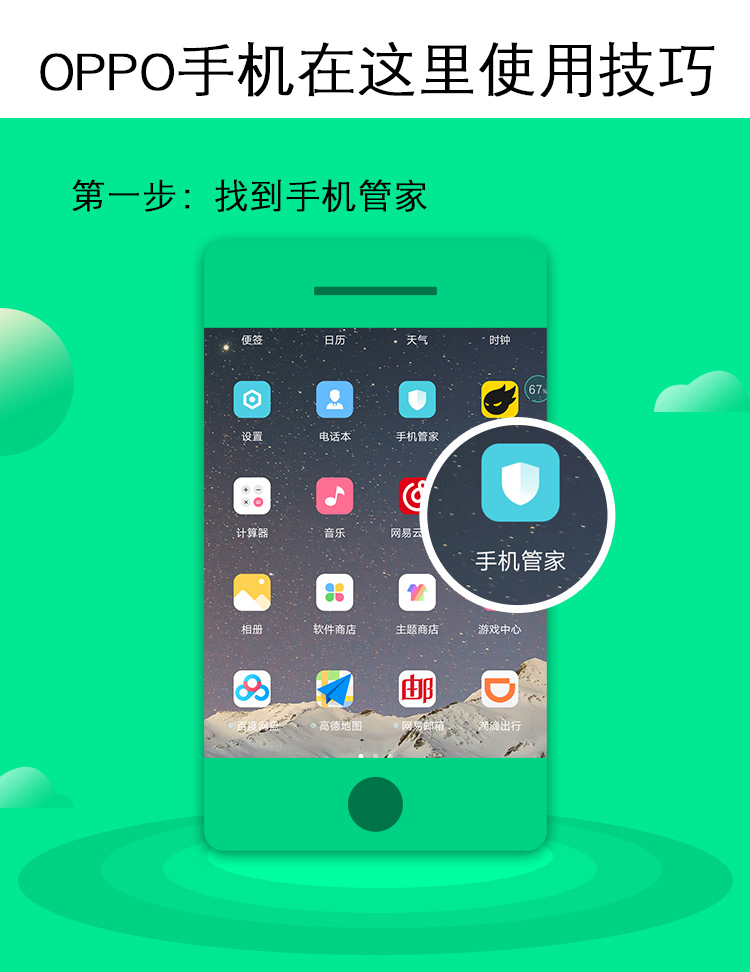 OPPO手机在这里使用技巧
第一步：找到手机管家
便签 日历 天气 时钟
67%
设置 电话本 手机管家
手机管家
计算器 音乐 网易云
相册 软件商店 主题商店 游戏中心
百度网盘 高德地图 网易邮箱 滴滴出行
邮